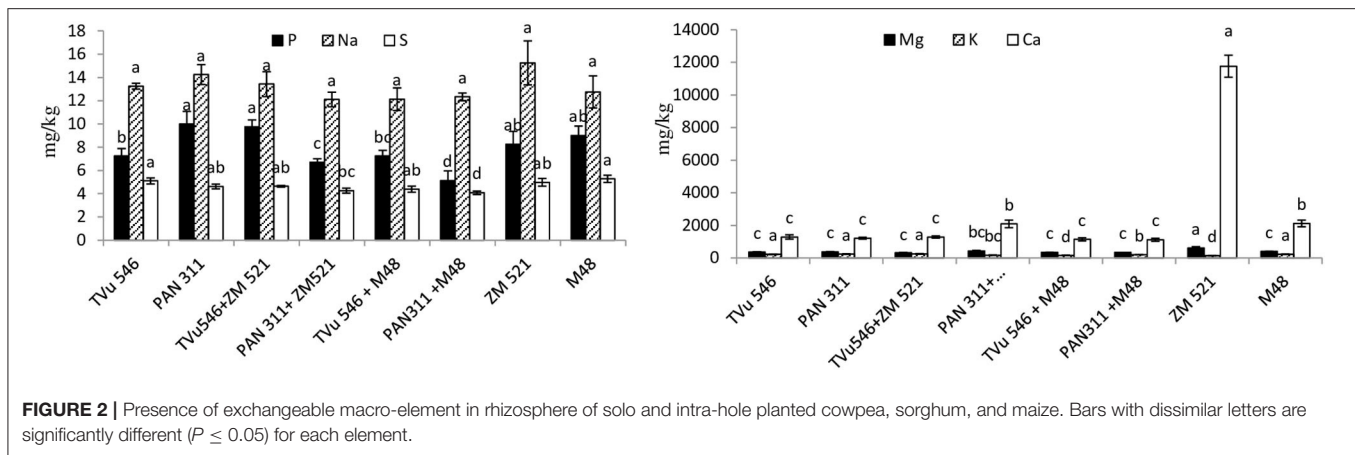 18
16
14
12
10
8
6
4
2
0
mg/kg
P Na S
b a a
a a ab
a a ab
c a bc
bc a ab
d a d
ab a ab
ab a a
TVu 546
PAN 311
TVu546+ZM 521
PAN 311+ ZM521
TVu 546 + M48
PAN311 +M48
ZM 521
M48
14000
12000
10000
8000
6000
4000
2000
0
mg/kg
Mg K Ca
c a c
c a c
c a c
bc bc b
c d c
c b c
a d a
c a b
TVu 546
PAN 311
TVu546+ZM 521
PAN 311+...
TVu 546 + M48
PAN311 +M48
ZM 521
M48
FIGURE 2 | Presence of exchangeable macro-element in rhizosphere of solo and intra-hole planted cowpea, sorghum, and maize. Bars with dissimilar letters are
significantly different (P ≤ 0.05) for each element.